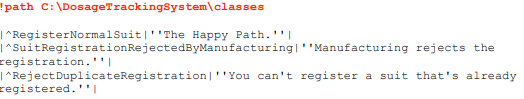 !path C:\DosageTrackingSystem\classes
|^RegisterNormalSuit|''The Happy Path.''|
|^SuitRegistrationRejectedByManufacturing|''Manufacturing rejects the
registration.''|
|^RejectDuplicateRegistration|''You can't register a suit that's already
registered.''|